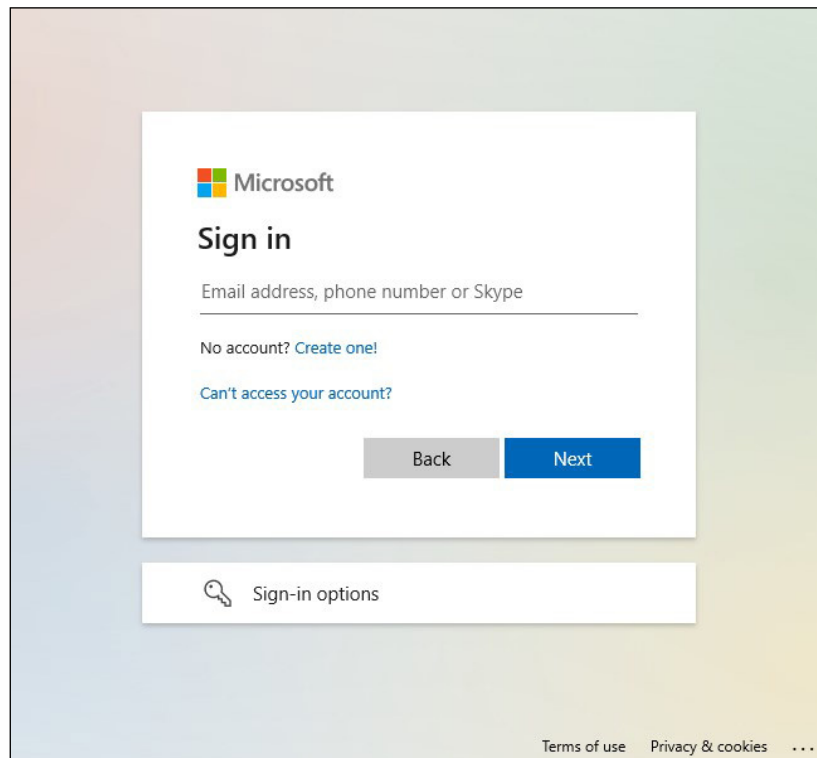 Microsoft
Sign in
Email address, phone number or Skype
No account? Create one!
Can't access your account?
Back Next
Sign-in options
Terms of use Privacy & cookies ...